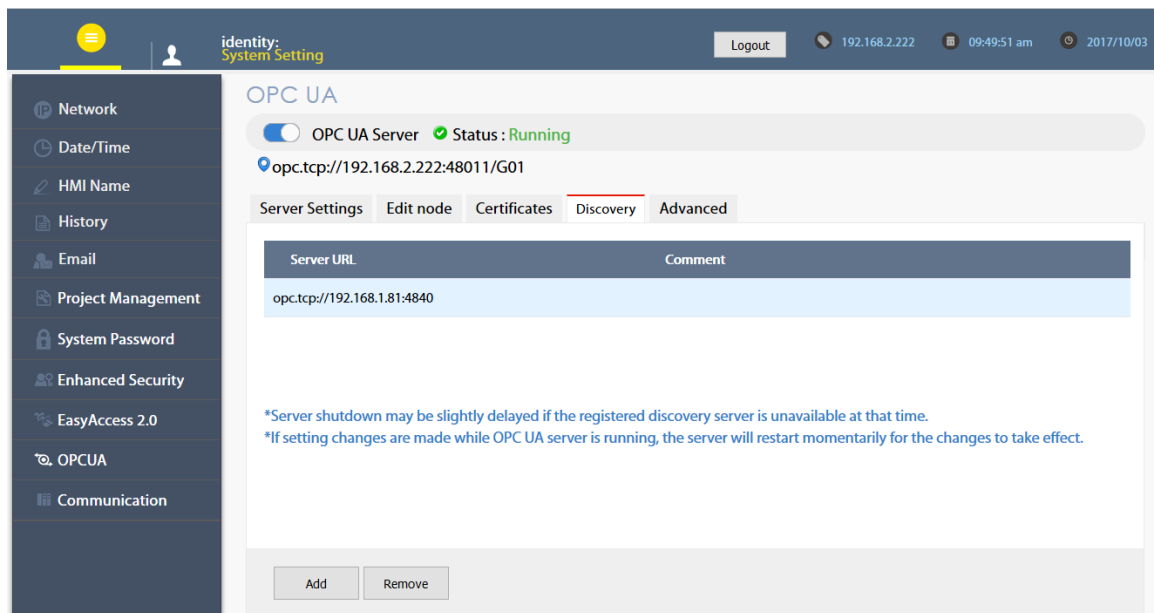 identity:
System Setting
Logout
192.168.2.222
09:49:51 am
2017/10/03
IP Network
Date/Time
HMI Name
History
Email
Project Management
System Password
Enhanced Security
EasyAccess 2.0
OPCUA
Communication
OPC UA
OPC UA Server Status : Running
opc.tcp://192.168.2.222:48011/G01
Server Settings Edit node Certificates Discovery Advanced
Server URL Comment
opc.tcp://192.168.1.81:4840
*Server shutdown may be slightly delayed if the registered discovery server is unavailable at that time.
*If setting changes are made while OPC UA server is running, the server will restart momentarily for the changes to take effect.
Add Remove